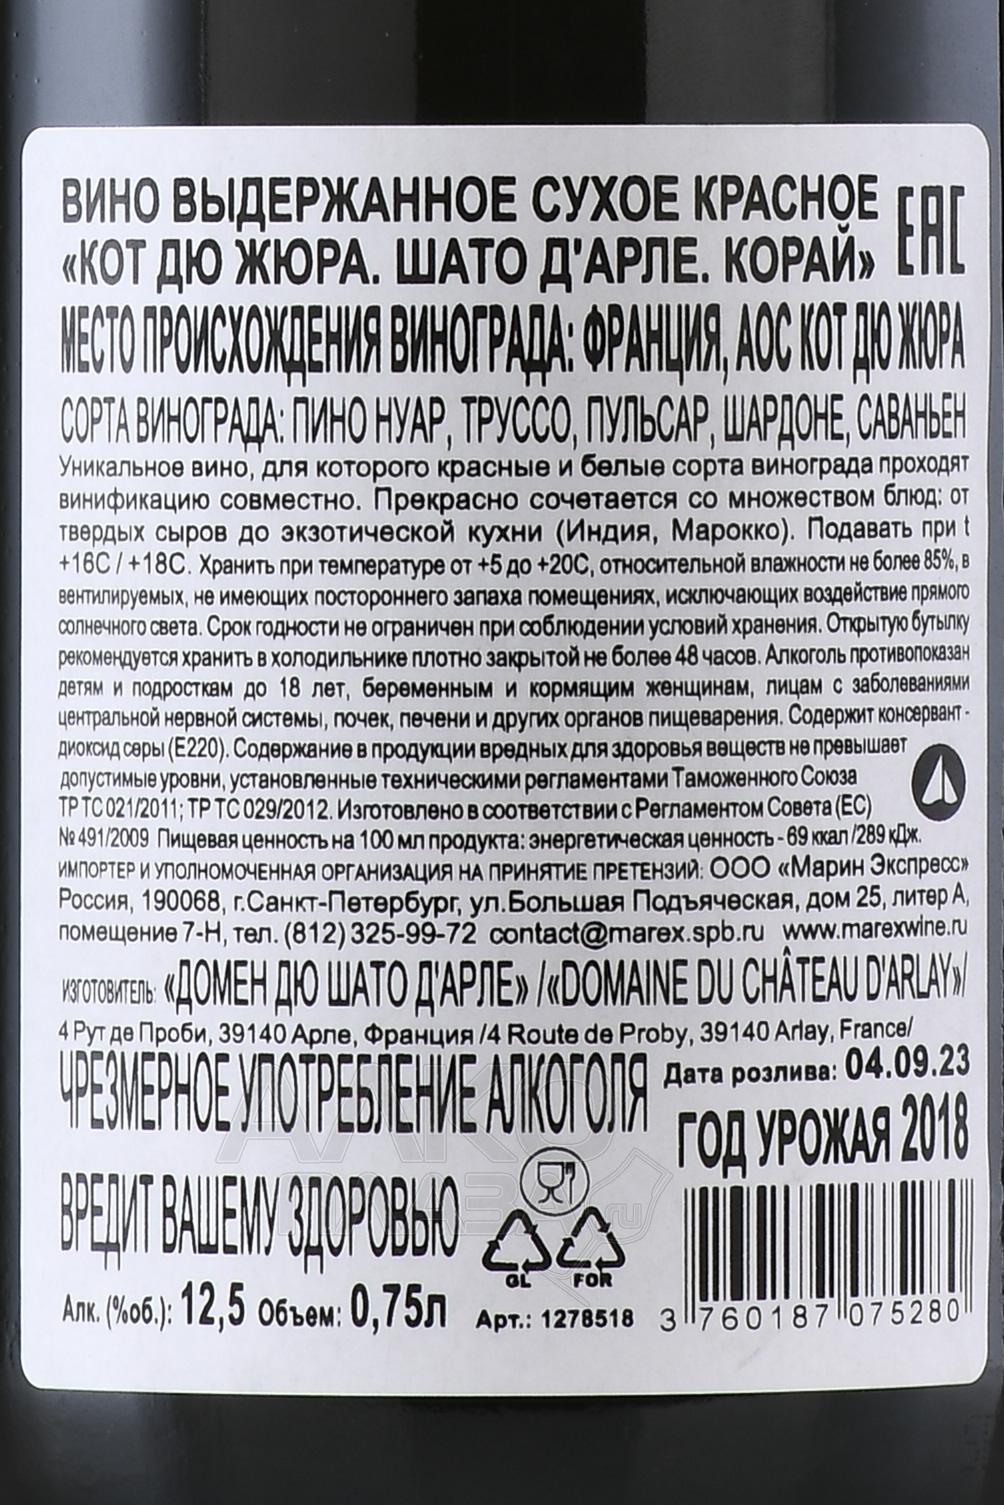 ВИНО ВЫДЕРЖАННОЕ СУХОЕ КРАСНОЕ
«КОТ ДЮ ЖЮРА. ШАТО Д'АРЛЕ. КОРАЙ»
EAC
МЕСТО ПРОИСХОЖДЕНИЯ ВИНОГРАДА: ФРАНЦИЯ, АОС КОТ ДЮ ЖЮРА
СОРТА ВИНОГРАДА: ПИНО НУАР, ТРУССО, ПУЛЬСАР, ШАРДОНЕ, САВАНЬЕН
Уникальное вино, для которого красные и белые сорта винограда проходят
винификацию совместно. Прекрасно сочетается со множеством блюд: от
твердых сыров до экзотической кухни (Индия, Марокко). Подавать при t
+16С / +18С. Хранить при температуре от +5 до +20С, относительной влажности не более 85%, в
вентилируемых, не имеющих постороннего запаха помещениях, исключающих воздействие прямого
солнечного света. Срок годности не ограничен при соблюдении условий хранения. Открытую бутылку
рекомендуется хранить в холодильнике плотно закрытой не более 48 часов. Алкоголь противопоказан
детям и подросткам до 18 лет, беременным и кормящим женщинам, лицам с заболеваниями
центральной нервной системы, почек, печени и других органов пищеварения. Содержит консервант -
диоксид серы (Е220). Содержание в продукции вредных для здоровья веществ не превышает
допустимые уровни, установленные техническими регламентами Таможенного Союза
ТР ТС 021/2011; ТР ТС 029/2012. Изготовлено в соответствии с Регламентом Совета (ЕС)
№ 491/2009 Пищевая ценность на 100 мл продукта: энергетическая ценность - 69 ккал /289 кДж.
ИМПОРТЕР И УПОЛНОМОЧЕННАЯ ОРГАНИЗАЦИЯ НА ПРИНЯТИЕ ПРЕТЕНЗИЙ: ООО «Марин Экспресс»
Россия, 190068, г.Санкт-Петербург, ул.Большая Подъяческая, дом 25, литер А,
помещение 7-Н, тел. (812) 325-99-72 contact@marex.spb.ru www.marexwine.ru
ИЗГОТОВИТЕЛЬ: «ДОМЕН ДЮ ШАТО Д'АРЛЕ» /«DOMAINE DU CHÂTEAU D'ARLAY»/
4 Рут де Проби, 39140 Арле, Франция /4 Route de Proby, 39140 Arlay, France/
ЧРЕЗМЕРНОЕ УПОТРЕБЛЕНИЕ АЛКОГОЛЯ
Дата розлива: 04.09.23
ГОД УРОЖАЯ 2018
ВРЕДИТ ВАШЕМУ ЗДОРОВЬЮ
GL FOR
Алк. (%об.): 12,5 Объем: 0,75л
Арт.: 1278518
3 760187 075280